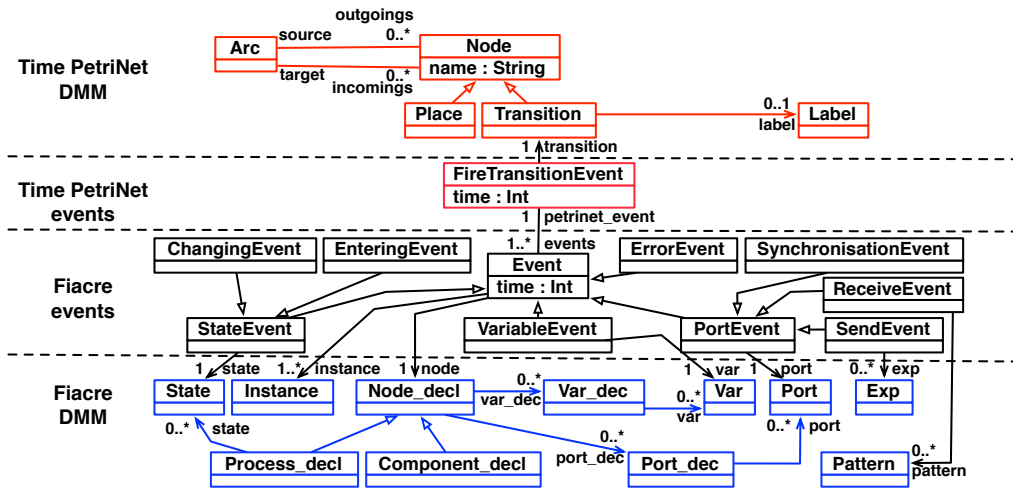 outgoings
source
0..*
Arc
Node
name : String
target
0..*
incomings
Time PetriNet
DMM
Place
Transition
0..1
label
Label
1
transition
Time PetriNet
events
FireTransitionEvent
time : Int
1
petrinet_event
1..*
events
ChangingEvent
EnteringEvent
Event
time : Int
ErrorEvent
SynchronisationEvent
Fiacre
events
ReceiveEvent
StateEvent
VariableEvent
PortEvent
SendEvent
1
state
1..*
instance
1
node
1
var
1
port
0..*
exp
Fiacre
DMM
State
Instance
Node_decl
0..*
var_dec
Var_dec
0..*
var
Var
Port
Exp
0..*
state
0..*
port_dec
0..*
port
Process_decl
Component_decl
Port_dec
Pattern
0..*
pattern